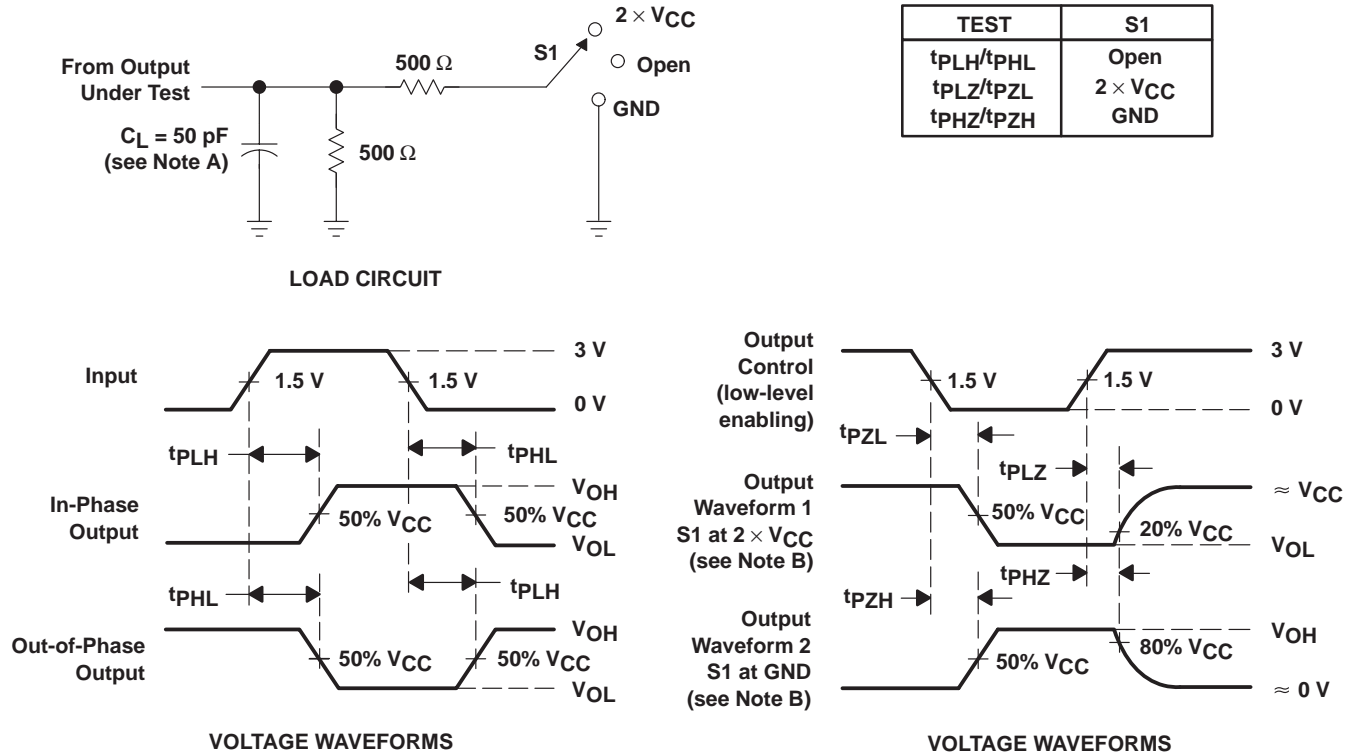 2 × VCC
S1
Open
GND
500 Ω
From Output
Under Test
CL = 50 pF
(see Note A)
500 Ω
LOAD CIRCUIT
TEST S1
tPLH/tPHL Open
tPLZ/tPZL 2 × VCC
tPHZ/tPZH GND
Input
1.5 V
1.5 V
3 V
0 V
tPLH
tPHL
In-Phase
Output
50% VCC
50% VCC
VOH
VOL
tPHL
tPLH
Out-of-Phase
Output
50% VCC
50% VCC
VOH
VOL
VOLTAGE WAVEFORMS
Output
Control
(low-level
enabling)
1.5 V
1.5 V
3 V
0 V
tPZL
tPLZ
Output
Waveform 1
S1 at 2 × VCC
(see Note B)
50% VCC
20% VCC
≈ VCC
VOL
tPZH
tPHZ
Output
Waveform 2
S1 at GND
(see Note B)
50% VCC
80% VCC
VOH
≈ 0 V
VOLTAGE WAVEFORMS